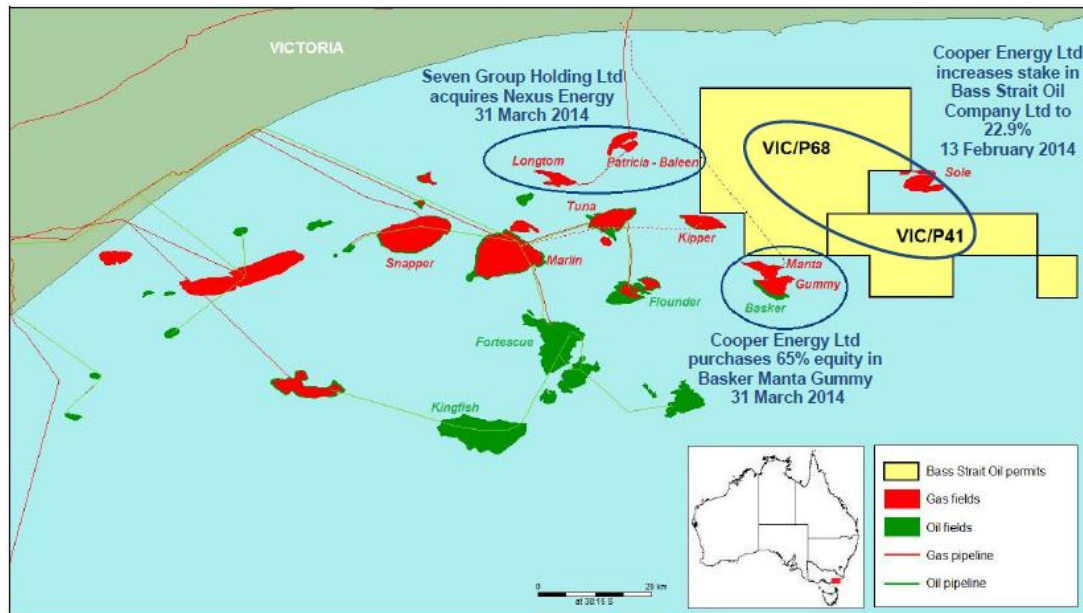 VICTORIA
Seven Group Holding Ltd
acquires Nexus Energy
31 March 2014
Cooper Energy Ltd
increases stake in
Bass Strait Oil
Company Ltd to
22.9%
13 February 2014
VIC/P68
Longtom
Patricia - Baleen
Sole
Tuna
Kipper
VIC/P41
Snapper
Marlin
Manta
Gummy
Flounder
Basker
Fortescue
Cooper Energy Ltd
purchases 65% equity in
Basker Manta Gummy
31 March 2014
Kingfish
Bass Strait Oil permits
Gas fields
Oil fields
Gas pipeline
Oil pipeline
0 20 km
at 38:15 S